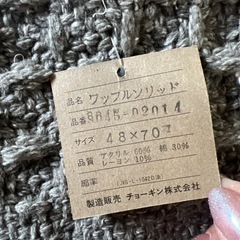 品名 ワッフルソリッド
品番 8045-02014
サイズ 48×70
品質 アクリル 60% 綿 30%
レーヨン 10%
製造販売 チョーギン株式会社